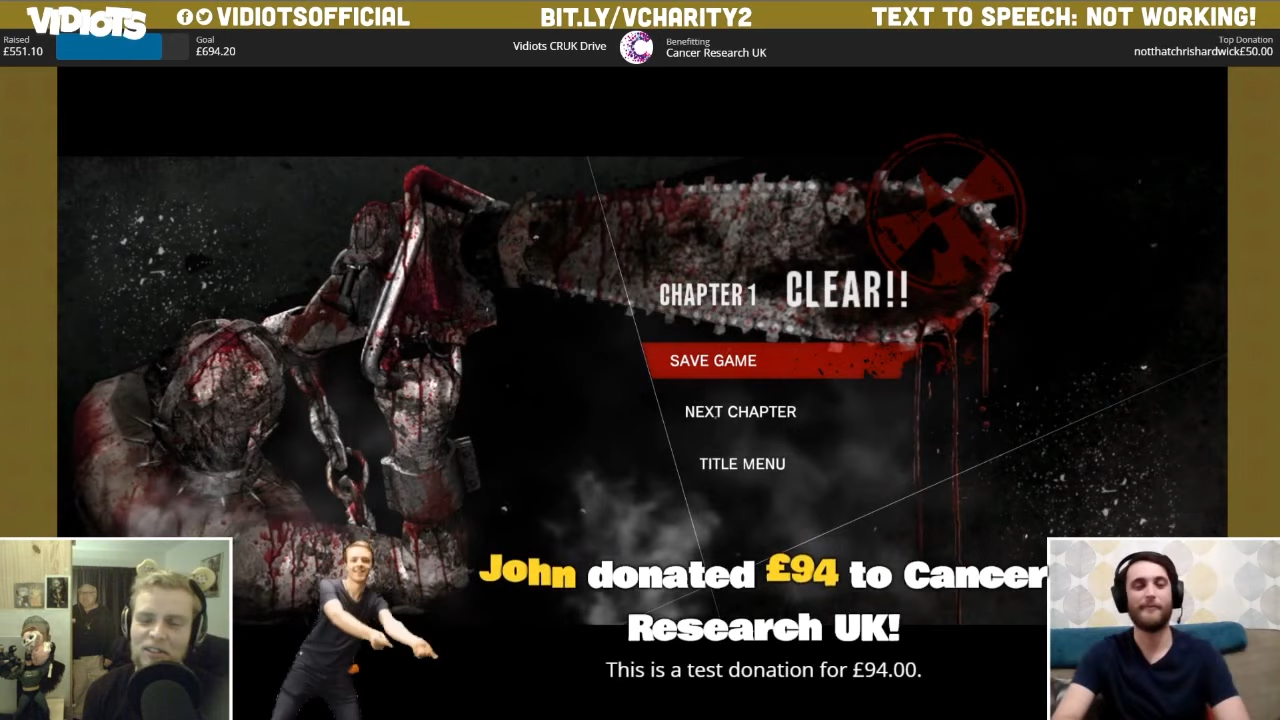 VIDIOTS
VIDIOTSOFFICIAL
BIT.LY/VCHARITY2
TEXT TO SPEECH: NOT WORKING!
Raised
£551.10
Goal
£694.20
Vidiots CRUK Drive
Benefitting
Cancer Research UK
Top Donation
notthatchrishardwick£50.00
CHAPTER 1 CLEAR!!
SAVE GAME
NEXT CHAPTER
TITLE MENU
John donated £94 to Cancer
Research UK!
This is a test donation for £94.00.